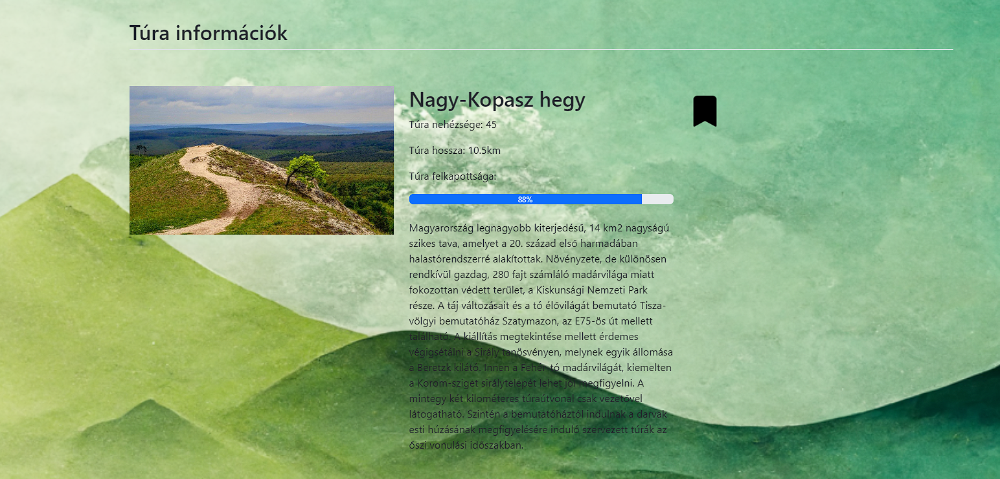 Túra információk
Nagy-Kopasz hegy
Túra nehézsége: 45
Túra hossza: 10.5km
Túra felkapottsága:
88%
Magyarország legnagyobb kiterjedésű, 14 km2 nagyságú
szikes tava, amelyet a 20. század első harmadában
halastórendszerré alakítottak. Növényzete, de különösen
rendkívül gazdag, 280 fajt számláló madárvilága miatt
fokozottan védett terület, a Kiskunsági Nemzeti Park
része. A táj változásait és a tó élővilágát bemutató Tisza-
völgyi bemutatóház Szatymazon, az E75-ös út mellett
található. A kiállítás megtekintése mellett érdemes
végigsétálni a Sirály tanösvényen, melynek egyik állomása
a Beretzk kilátó. Innen a Fehér-tó madárvilágát, kiemelten
a Korom-sziget sirálytelepét lehet jól megfigyelni. A
mintegy két kilométeres túraútvonal csak vezetővel
látogatható. Szintén a bemutatóháztól indulnak a darvak
esti húzásának megfigyelésére induló szervezett túrák az
őszi vonulási időszakban.